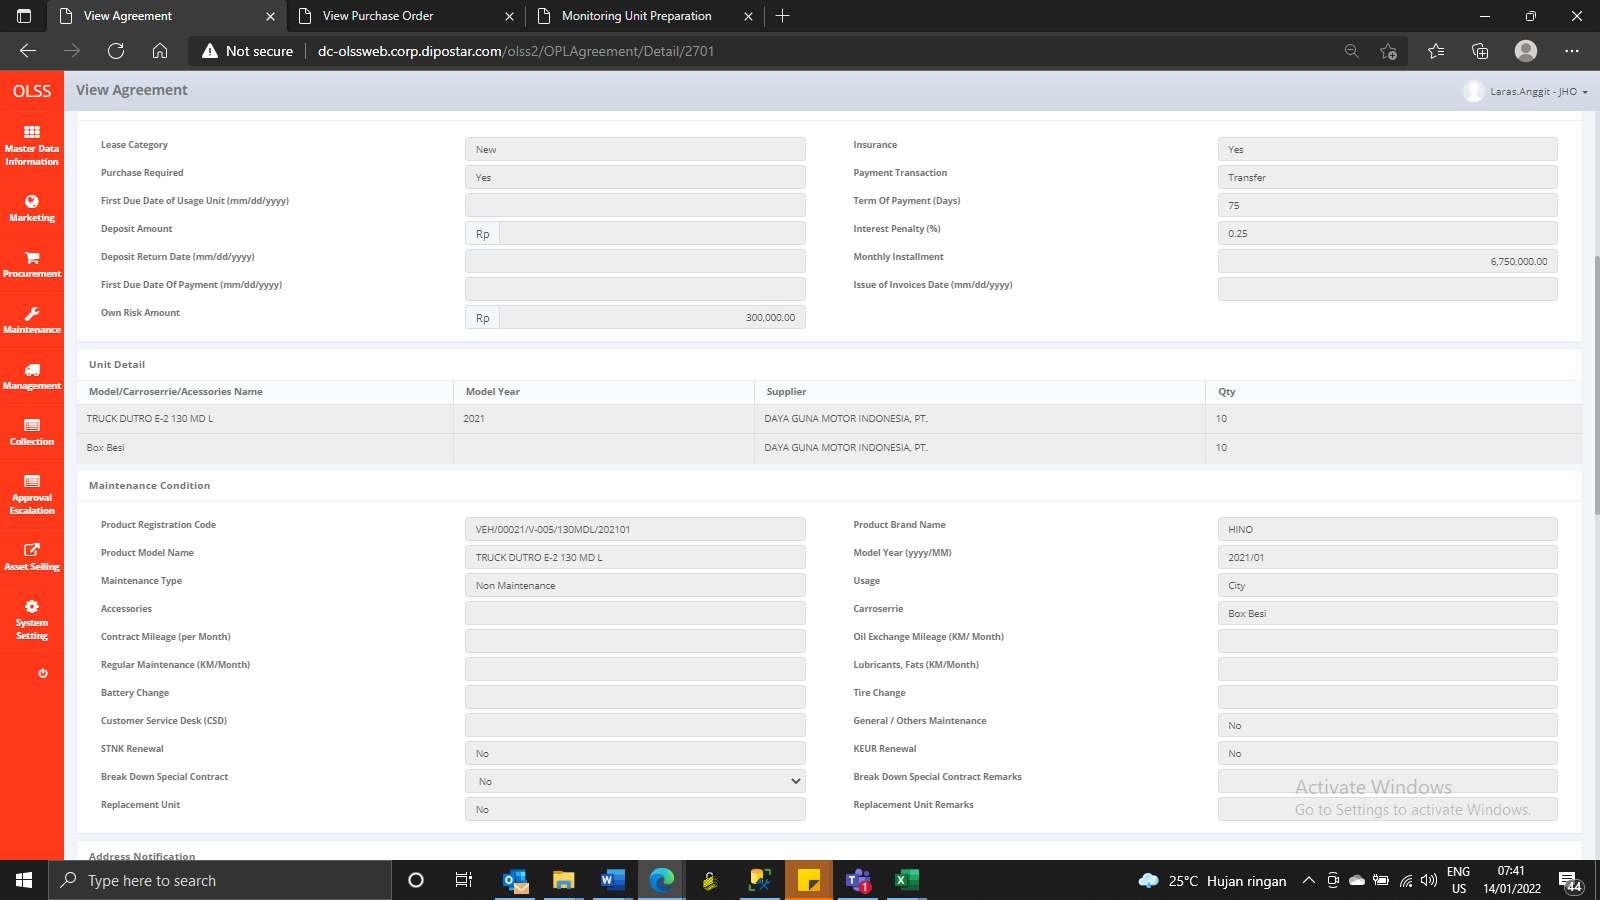 View Agreement
View Purchase Order
Monitoring Unit Preparation
Not secure
dc-olssweb.corp.dipostar.com/olss2/OPLAgreement/Detail/2701
OLSS
View Agreement
Laras.Anggit - JHO
Master Data
Information
Marketing
Procurement
Maintenance
Management
Collection
Approval
Escalation
Asset Selling
System
Setting
Lease Category New Insurance Yes
Purchase Required Yes Payment Transaction Transfer
First Due Date of Usage Unit (mm/dd/yyyy) Term Of Payment (Days) 75
Deposit Amount Rp Interest Penalty (%) 0.25
Deposit Return Date (mm/dd/yyyy) Monthly Installment 6,750,000.00
First Due Date Of Payment (mm/dd/yyyy) Issue of Invoices Date (mm/dd/yyyy)
Own Risk Amount Rp 300,000.00
Unit Detail
Model/Carroserrie/Acessories Name Model Year Supplier Qty
TRUCK DUTRO E-2 130 MD L 2021 DAYA GUNA MOTOR INDONESIA, PT. 10
Box Besi DAYA GUNA MOTOR INDONESIA, PT. 10
Maintenance Condition
Product Registration Code VEH/00021/V-005/130MDL/202101 Product Brand Name HINO
Product Model Name TRUCK DUTRO E-2 130 MD L Model Year (yyyy/MM) 2021/01
Maintenance Type Non Maintenance Usage City
Accessories Carroserrie Box Besi
Contract Mileage (per Month) Oil Exchange Mileage (KM/ Month)
Regular Maintenance (KM/Month) Lubricants, Fats (KM/Month)
Battery Change Tire Change
Customer Service Desk (CSD) General / Others Maintenance No
STNK Renewal No KEUR Renewal No
Break Down Special Contract No Break Down Special Contract Remarks
Replacement Unit No Replacement Unit Remarks
Activate Windows
Go to Settings to activate Windows.
Address Notification
Type here to search
25°C Hujan ringan
ENG
US
07:41
14/01/2022
44
1